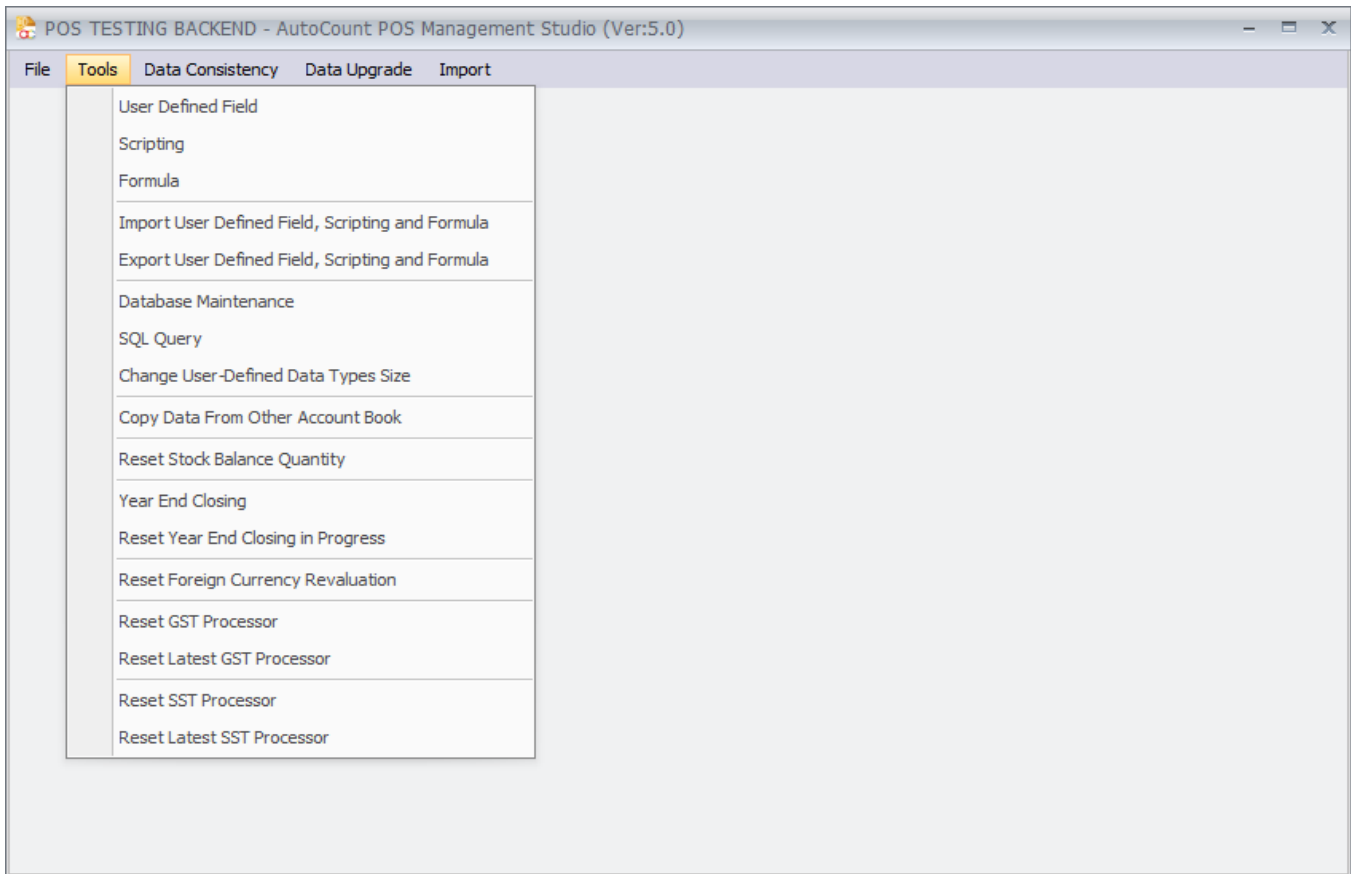 POS TESTING BACKEND - AutoCount POS Management Studio (Ver:5.0)
File Tools Data Consistency Data Upgrade Import
User Defined Field
Scripting
Formula
Import User Defined Field, Scripting and Formula
Export User Defined Field, Scripting and Formula
Database Maintenance
SQL Query
Change User-Defined Data Types Size
Copy Data From Other Account Book
Reset Stock Balance Quantity
Year End Closing
Reset Year End Closing in Progress
Reset Foreign Currency Revaluation
Reset GST Processor
Reset Latest GST Processor
Reset SST Processor
Reset Latest SST Processor